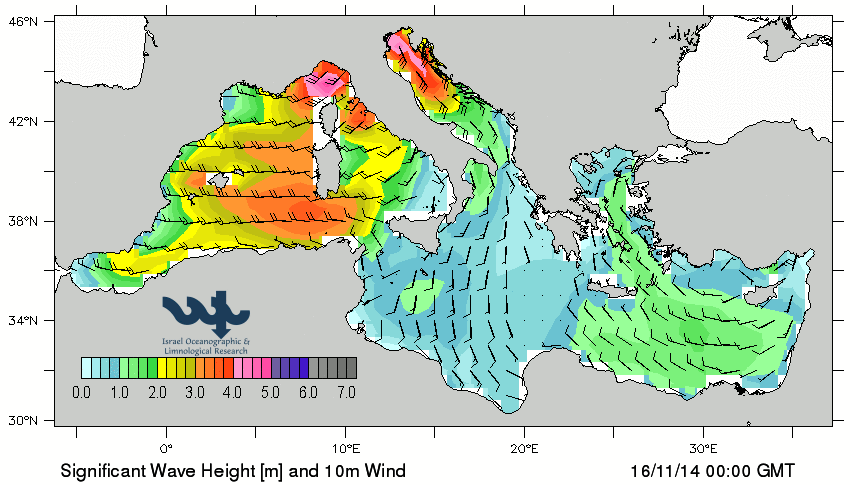 46°N
42°N
38°N
34°N
30°N
Israel Oceanographic &
Limnological Research
0.0 1.0 2.0 3.0 4.0 5.0 6.0 7.0
0° 10°E 20°E 30°E
Significant Wave Height [m] and 10m Wind 16/11/14 00:00 GMT